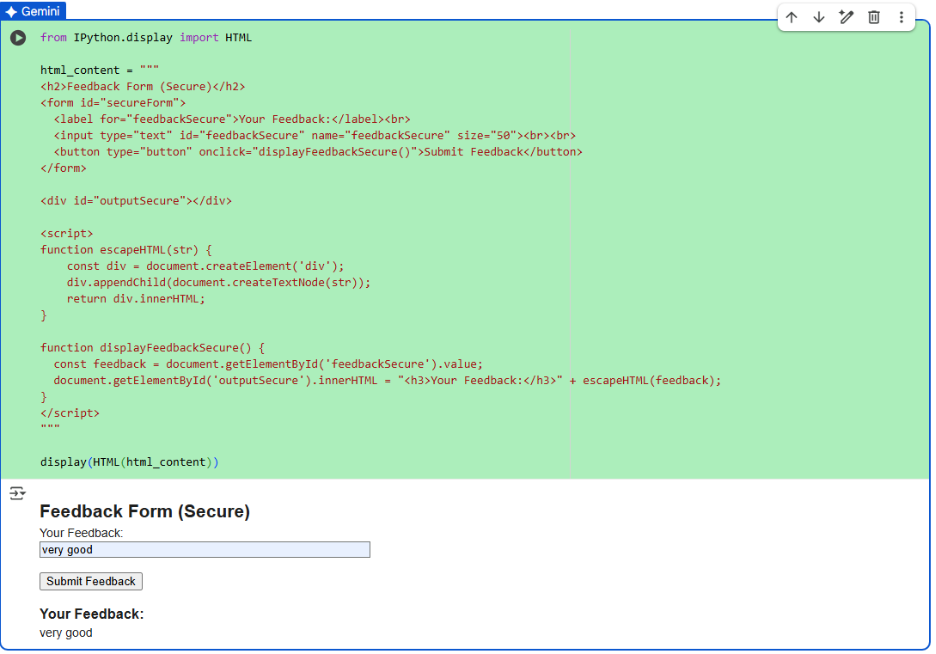 Gemini
from IPython.display import HTML
html_content = """
<h2>Feedback Form (Secure)</h2>
<form id="secureForm">
  <label for="feedbackSecure">Your Feedback:</label><br>
  <input type="text" id="feedbackSecure" name="feedbackSecure" size="50"><br><br>
  <button type="button" onclick="displayFeedbackSecure()">Submit Feedback</button>
</form>
<div id="outputSecure"></div>
<script>
function escapeHTML(str) {
    const div = document.createElement('div');
    div.appendChild(document.createTextNode(str));
    return div.innerHTML;
}
function displayFeedbackSecure() {
  const feedback = document.getElementById('feedbackSecure').value;
  document.getElementById('outputSecure').innerHTML = "<h3>Your Feedback:</h3>" + escapeHTML(feedback);
}
</script>
"""
display(HTML(html_content))
Feedback Form (Secure)
Your Feedback:
very good
Submit Feedback
Your Feedback:
very good